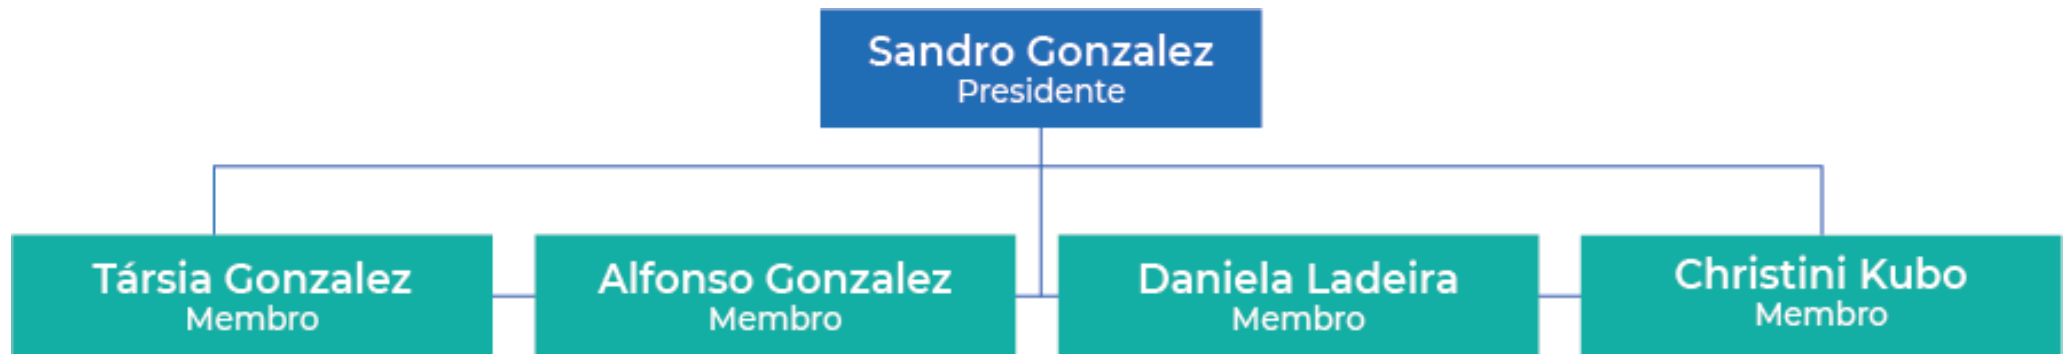 Sandro Gonzalez
Presidente
Társia Gonzalez
Membro
Alfonso Gonzalez
Membro
Daniela Ladeira
Membro
Christini Kubo
Membro